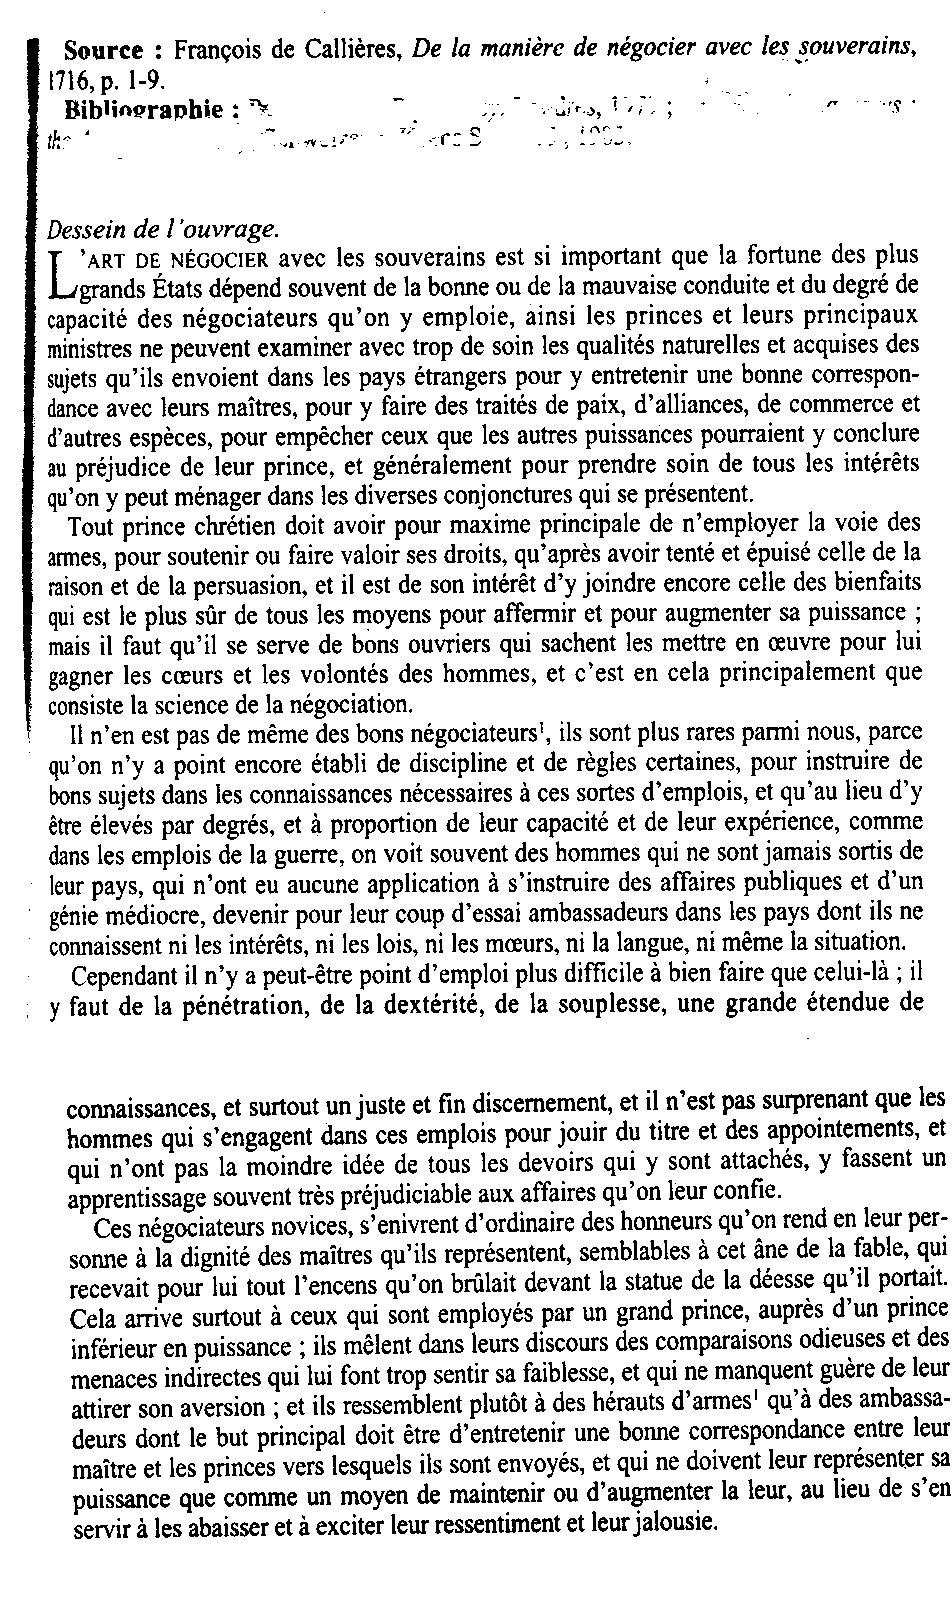 Source : François de Callières, De la manière de négocier avec les souverains,
1716, p. 1-9.
Bibliographie :
Dessein de l'ouvrage.
L'ART DE NÉGOCIER avec les souverains est si important que la fortune des plus
grands États dépend souvent de la bonne ou de la mauvaise conduite et du degré de
capacité des négociateurs qu'on y emploie, ainsi les princes et leurs principaux
ministres ne peuvent examiner avec trop de soin les qualités naturelles et acquises des
sujets qu'ils envoient dans les pays étrangers pour y entretenir une bonne correspon-
dance avec leurs maîtres, pour y faire des traités de paix, d'alliances, de commerce et
d'autres espèces, pour empêcher ceux que les autres puissances pourraient y conclure
au préjudice de leur prince, et généralement pour prendre soin de tous les intérêts
qu'on y peut ménager dans les diverses conjonctures qui se présentent.
Tout prince chrétien doit avoir pour maxime principale de n'employer la voie des
armes, pour soutenir ou faire valoir ses droits, qu'après avoir tenté et épuisé celle de la
raison et de la persuasion, et il est de son intérêt d'y joindre encore celle des bienfaits
qui est le plus sûr de tous les moyens pour affermir et pour augmenter sa puissance ;
mais il faut qu'il se serve de bons ouvriers qui sachent les mettre en œuvre pour lui
gagner les cœurs et les volontés des hommes, et c'est en cela principalement que
consiste la science de la négociation.
Il n'en est pas de même des bons négociateurs¹, ils sont plus rares parmi nous, parce
qu'on n'y a point encore établi de discipline et de règles certaines, pour instruire de
bons sujets dans les connaissances nécessaires à ces sortes d'emplois, et qu'au lieu d'y
être élevés par degrés, et à proportion de leur capacité et de leur expérience, comme
dans les emplois de la guerre, on voit souvent des hommes qui ne sont jamais sortis de
leur pays, qui n'ont eu aucune application à s'instruire des affaires publiques et d'un
génie médiocre, devenir pour leur coup d'essai ambassadeurs dans les pays dont ils ne
connaissent ni les intérêts, ni les lois, ni les mœurs, ni la langue, ni même la situation.
Cependant il n'y a peut-être point d'emploi plus difficile à bien faire que celui-là ; il
y faut de la pénétration, de la dextérité, de la souplesse, une grande étendue de
connaissances, et surtout un juste et fin discernement, et il n'est pas surprenant que les
hommes qui s'engagent dans ces emplois pour jouir du titre et des appointements, et
qui n'ont pas la moindre idée de tous les devoirs qui y sont attachés, y fassent un
apprentissage souvent très préjudiciable aux affaires qu'on leur confie.
Ces négociateurs novices, s'enivrent d'ordinaire des honneurs qu'on rend en leur per-
sonne à la dignité des maîtres qu'ils représentent, semblables à cet âne de la fable, qui
recevait pour lui tout l'encens qu'on brûlait devant la statue de la déesse qu'il portait.
Cela arrive surtout à ceux qui sont employés par un grand prince, auprès d'un prince
inférieur en puissance ; ils mêlent dans leurs discours des comparaisons odieuses et des
menaces indirectes qui lui font trop sentir sa faiblesse, et qui ne manquent guère de leur
attirer son aversion ; et ils ressemblent plutôt à des hérauts d'armes¹ qu'à des ambassa-
deurs dont le but principal doit être d'entretenir une bonne correspondance entre leur
maître et les princes vers lesquels ils sont envoyés, et qui ne doivent leur représenter sa
puissance que comme un moyen de maintenir ou d'augmenter la leur, au lieu de s'en
servir à les abaisser et à exciter leur ressentiment et leur jalousie.